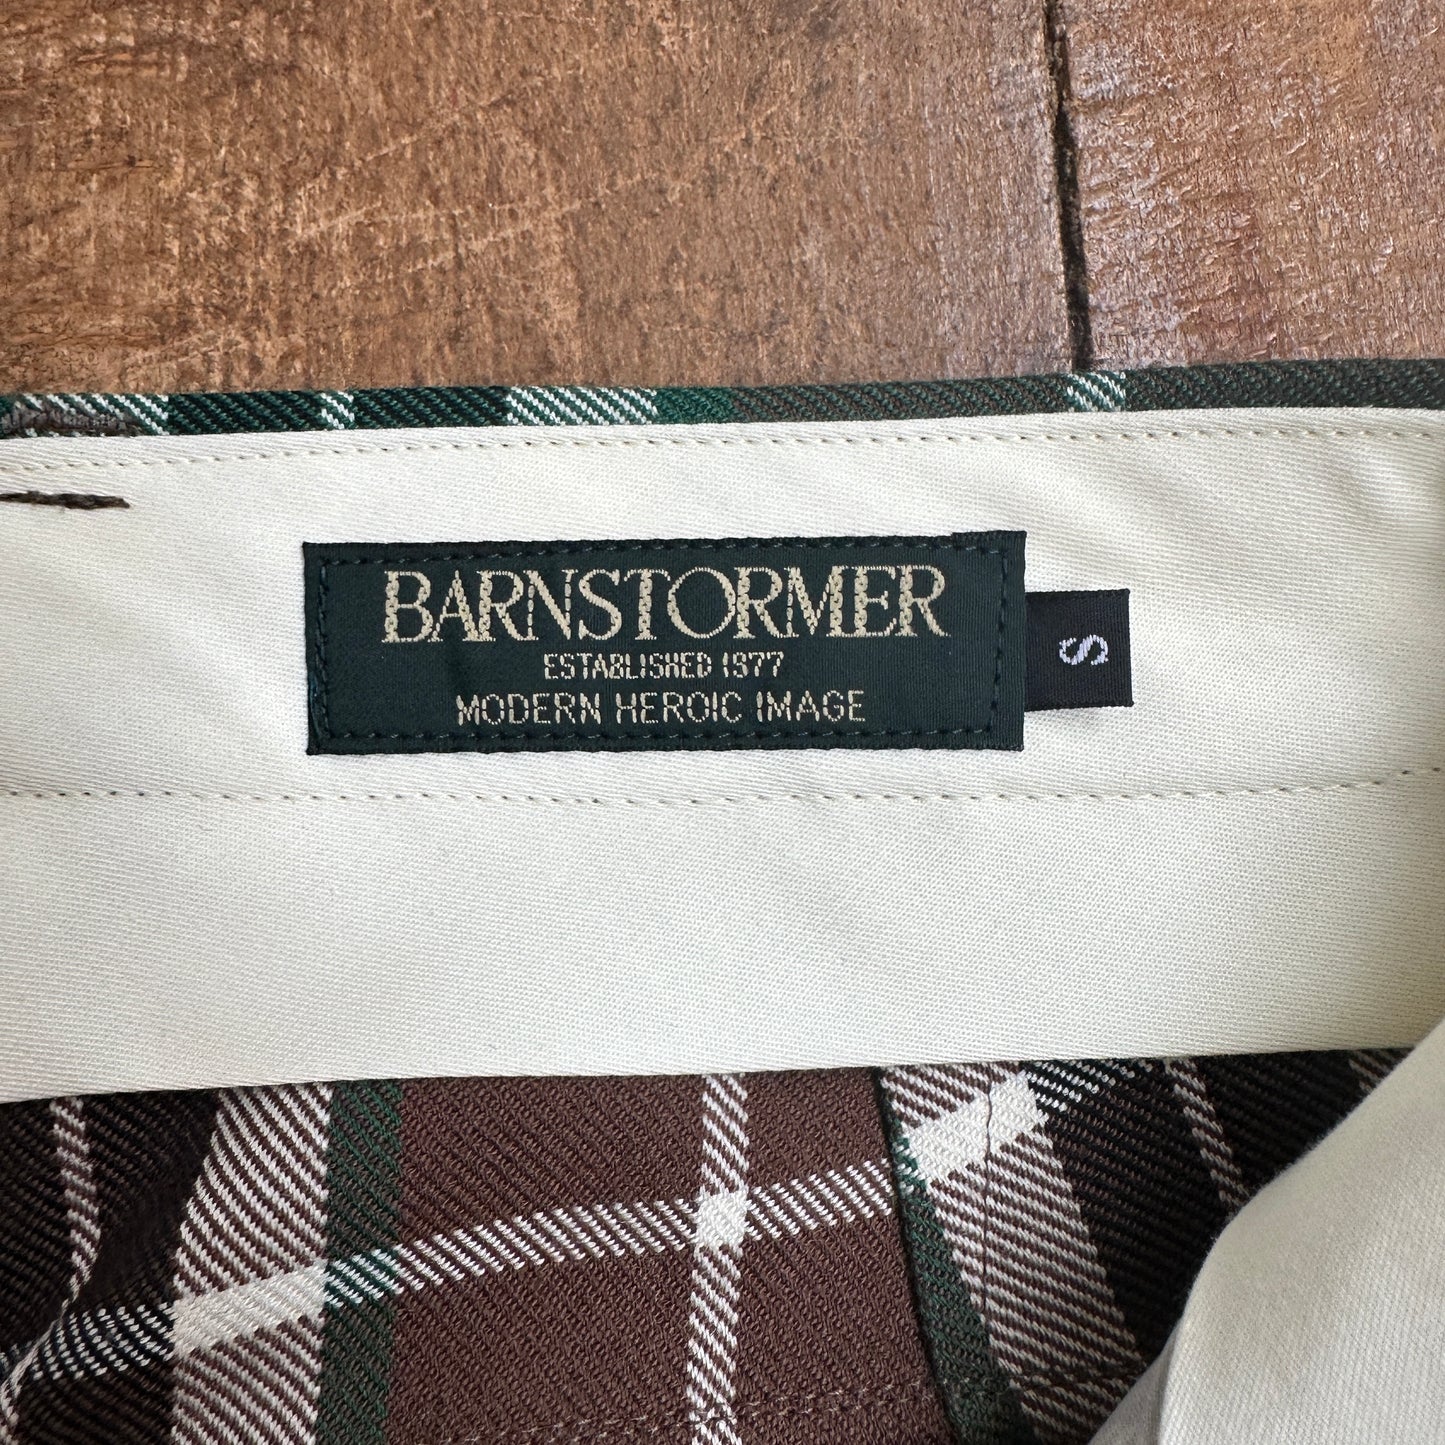 BARNSTORMER
ESTABLISHED 1977
MODERN HEROIC IMAGE
S